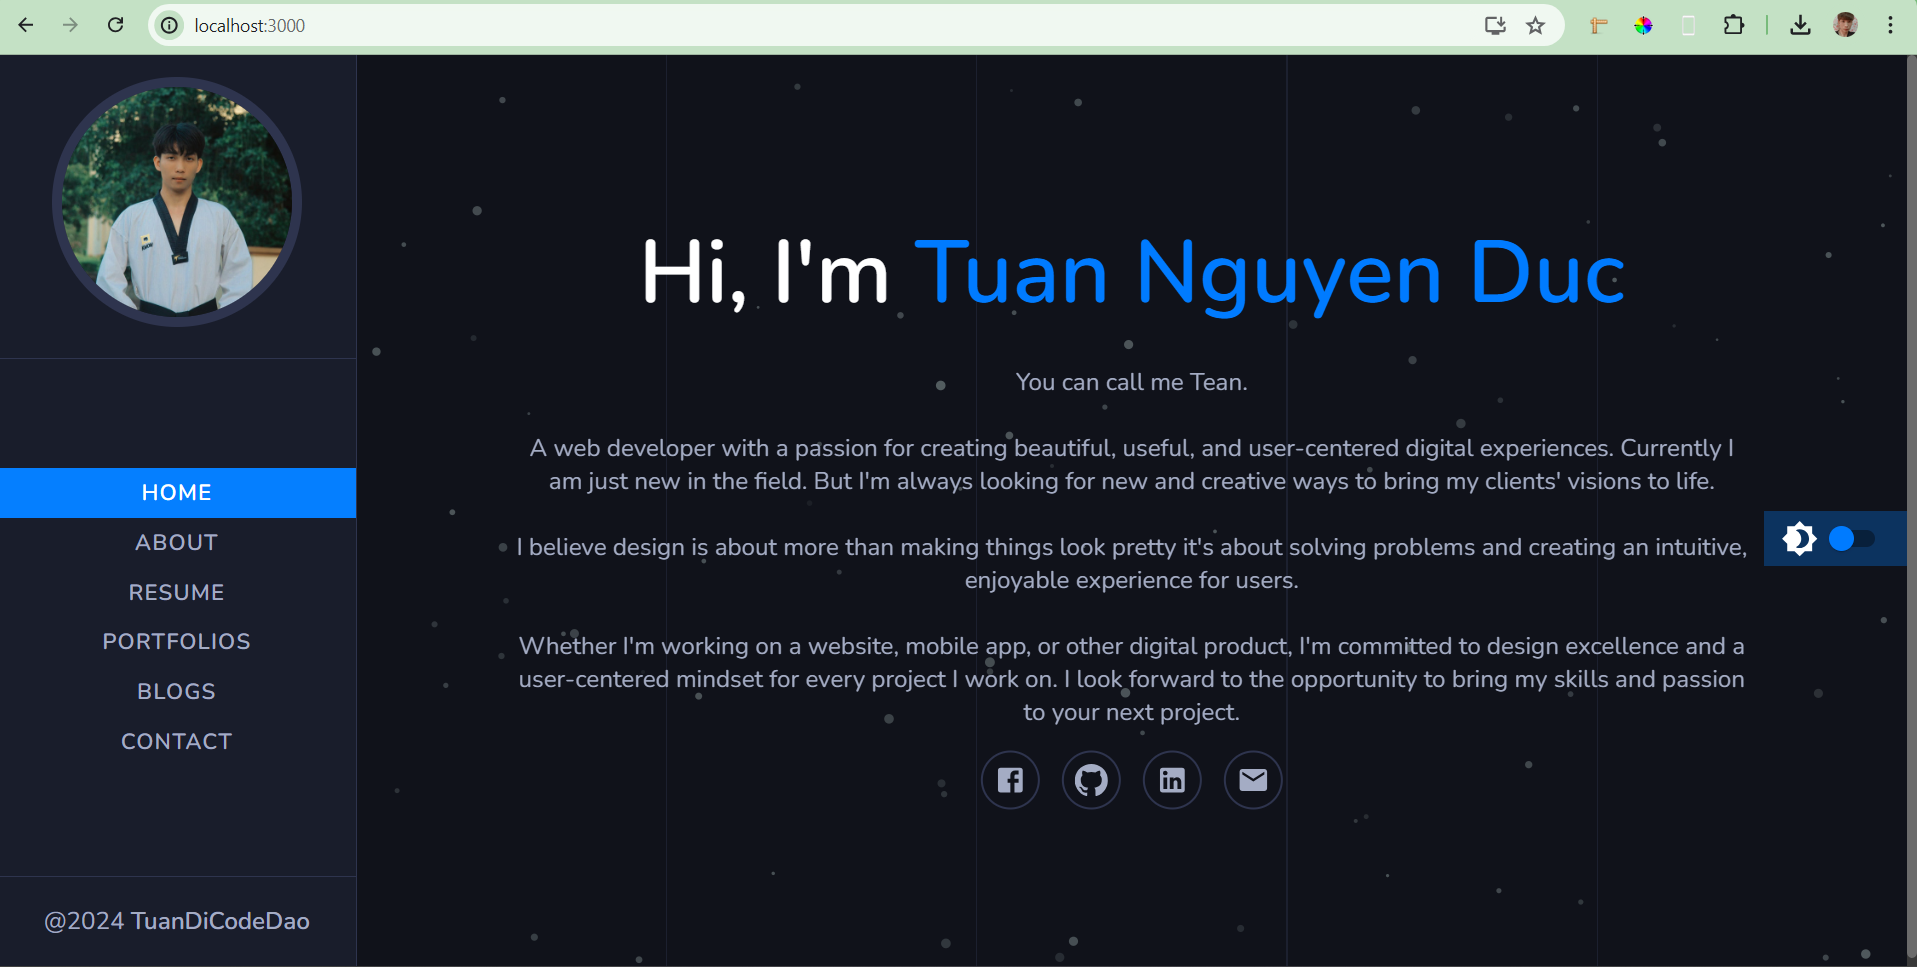 localhost:3000
HOME
ABOUT
RESUME
PORTFOLIOS
BLOGS
CONTACT
@2024 TuanDiCodeDao
Hi, I'm Tuan Nguyen Duc
You can call me Tean.
A web developer with a passion for creating beautiful, useful, and user-centered digital experiences. Currently I
am just new in the field. But I'm always looking for new and creative ways to bring my clients' visions to life.
I believe design is about more than making things look pretty it's about solving problems and creating an intuitive,
enjoyable experience for users.
Whether I'm working on a website, mobile app, or other digital product, I'm committed to design excellence and a
user-centered mindset for every project I work on. I look forward to the opportunity to bring my skills and passion
to your next project.